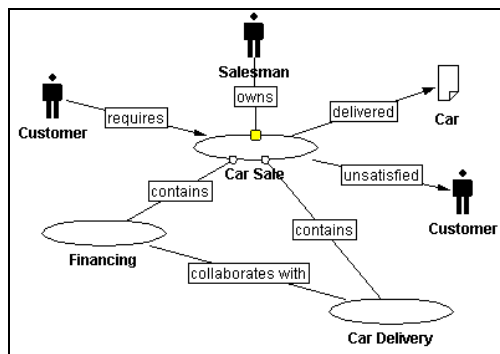 Salesman
owns
delivered
Car
requires
Customer
Car Sale
unsatisfied
contains
Customer
contains
Financing
collaborates with
Car Delivery